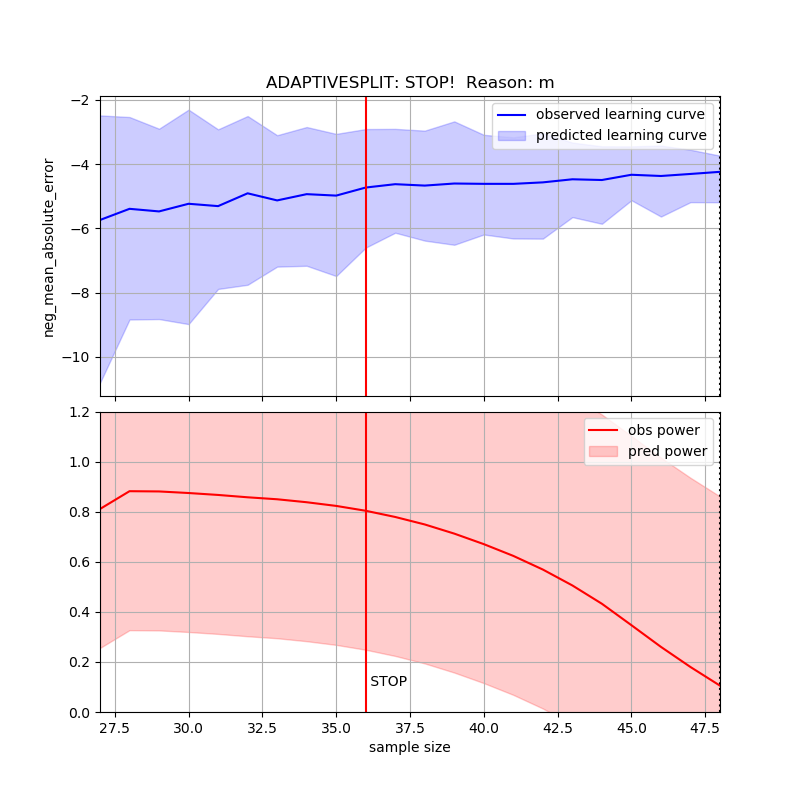 ADAPTIVESPLIT: STOP!  Reason: m
observed learning curve
predicted learning curve
neg_mean_absolute_error
−2
−4
−6
−8
−10
obs power
pred power
1.2
1.0
0.8
0.6
0.4
0.2
0.0
STOP
27.5 30.0 32.5 35.0 37.5 40.0 42.5 45.0 47.5
sample size